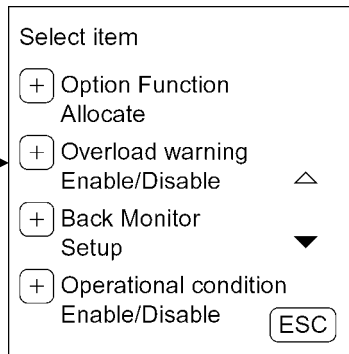 Select item
+ Option Function
Allocate
+ Overload warning
Enable/Disable
+ Back Monitor
Setup
+ Operational condition
Enable/Disable
ESC